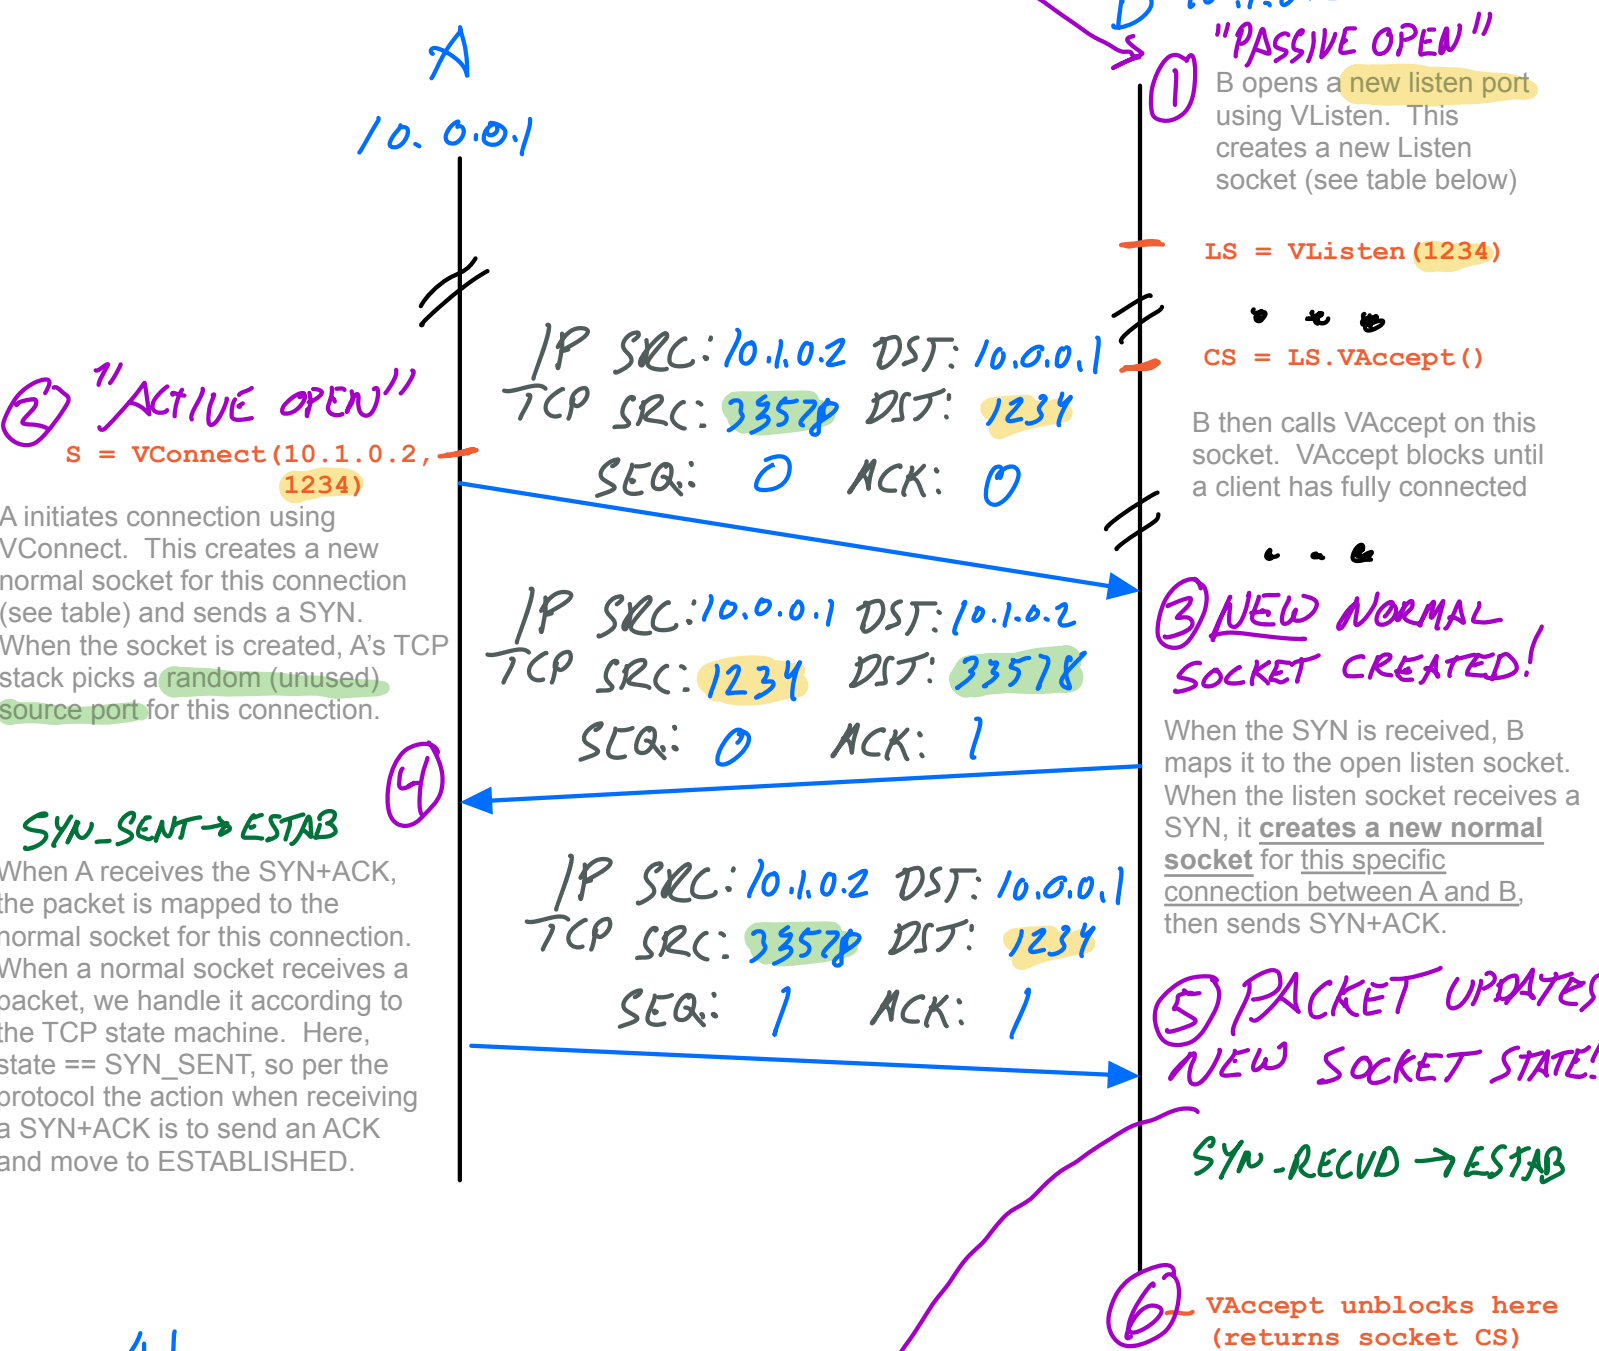 A
10.0.0.1
"PASSIVE OPEN"
1
B opens a new listen port
using VListen. This
creates a new Listen
socket (see table below)
LS = VListen(1234)
CS = LS.VAccept()
B then calls VAccept on this
socket. VAccept blocks until
a client has fully connected
2 "ACTIVE OPEN"
S = VConnect(10.1.0.2,
1234)
A initiates connection using
VConnect. This creates a new
normal socket for this connection
(see table) and sends a SYN.
When the socket is created, A's TCP
stack picks a random (unused)
source port for this connection.
IP SRC: 10.1.0.2 DST: 10.0.0.1
TCP SRC: 33578 DST: 1234
SEQ: 0 ACK: 0
IP SRC: 10.0.0.1 DST: 10.1.0.2
TCP SRC: 1234 DST: 33578
SEQ: 0 ACK: 1
3 NEW NORMAL
SOCKET CREATED!
When the SYN is received, B
maps it to the open listen socket.
When the listen socket receives a
SYN, it creates a new normal
socket for this specific
connection between A and B,
then sends SYN+ACK.
4
SYN_SENT→ESTAB
When A receives the SYN+ACK,
the packet is mapped to the
normal socket for this connection.
When a normal socket receives a
packet, we handle it according to
the TCP state machine. Here,
state == SYN_SENT, so per the
protocol the action when receiving
a SYN+ACK is to send an ACK
and move to ESTABLISHED.
IP SRC: 10.1.0.2 DST: 10.0.0.1
TCP SRC: 33578 DST: 1234
SEQ: 1 ACK: 1
5 PACKET UPDATES
NEW SOCKET STATE!
SYN-RECVD → ESTAB
6
VAccept unblocks here
(returns socket CS)